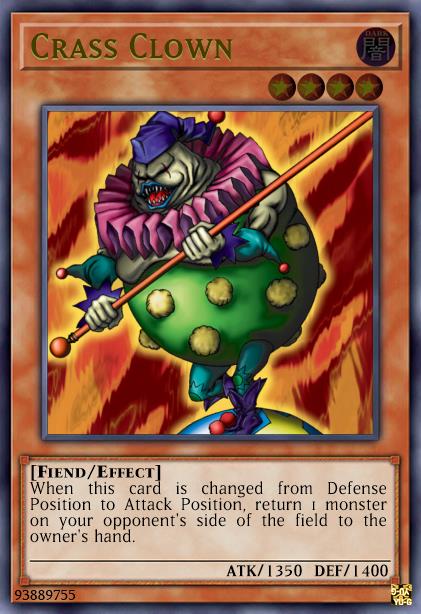 CRASS CLOWN
DARK
闇
[FIEND/EFFECT]
When this card is changed from Defense
Position to Attack Position, return 1 monster
on your opponent's side of the field to the
owner's hand.
ATK/1350 DEF/1400
93889755